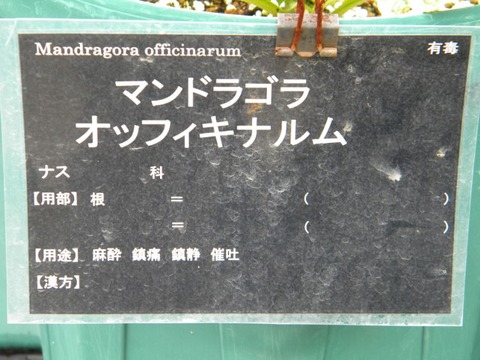 Mandragora officinarum 有毒
マンドラゴラ
オッフィキナルム
ナス 科
【用部】 根 = ( )
= ( )
【用途】 麻酔 鎮痛 鎮静 催吐
【漢方】